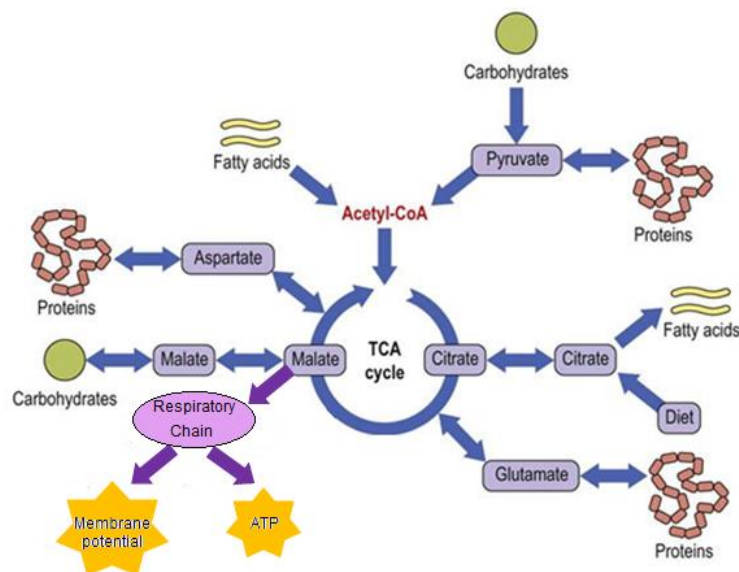 Carbohydrates
Fatty acids
Pyruvate
Acetyl-CoA
Proteins
Aspartate
Proteins
Fatty acids
TCA
cycle
Malate
Malate
Citrate
Citrate
Carbohydrates
Respiratory
Chain
Diet
Glutamate
Membrane
potential
ATP
Proteins